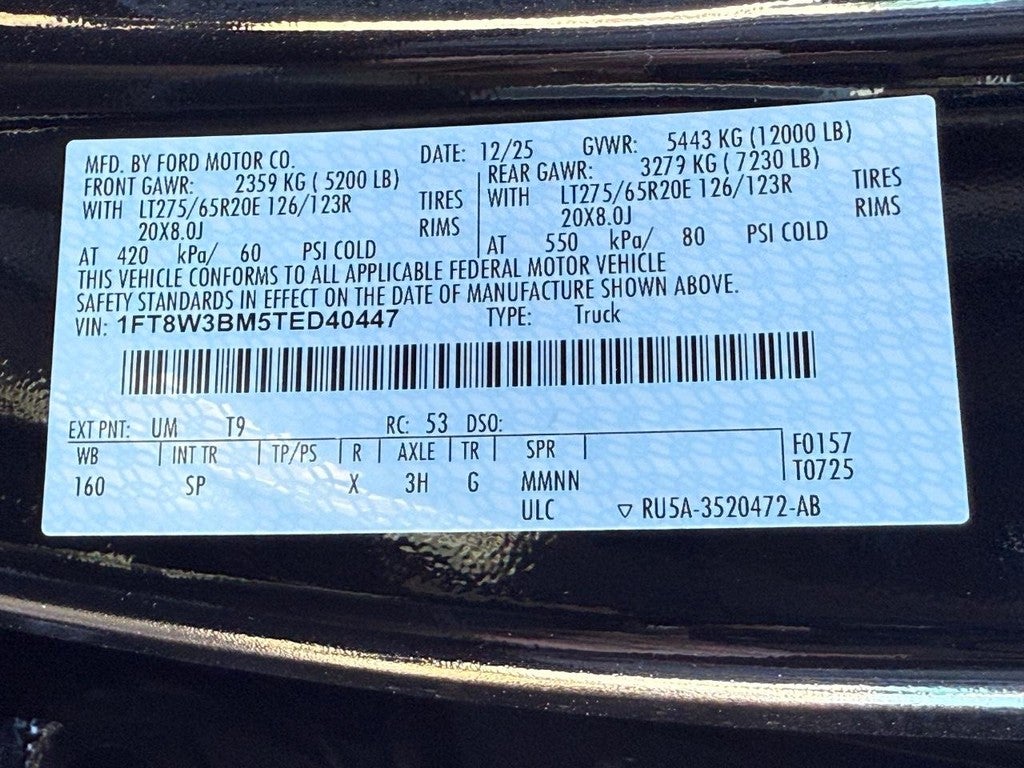 MFD. BY FORD MOTOR CO. DATE: 12/25 GVWR: 5443 KG (12000 LB)
FRONT GAWR: 2359 KG ( 5200 LB) REAR GAWR: 3279 KG ( 7230 LB)
WITH LT275/65R20E 126/123R TIRES WITH LT275/65R20E 126/123R TIRES
20X8.0J RIMS 20X8.0J RIMS
AT 420 kPa/ 60 PSI COLD AT 550 kPa/ 80 PSI COLD
THIS VEHICLE CONFORMS TO ALL APPLICABLE FEDERAL MOTOR VEHICLE
SAFETY STANDARDS IN EFFECT ON THE DATE OF MANUFACTURE SHOWN ABOVE.
VIN: 1FT8W3BM5TED40447 TYPE: Truck
EXT PNT: UM T9 RC: 53 DSO:
WB INT TR TP/PS R AXLE TR SPR F0157
160 SP X 3H G MMNN T0725
ULC ▽ RU5A-3520472-AB